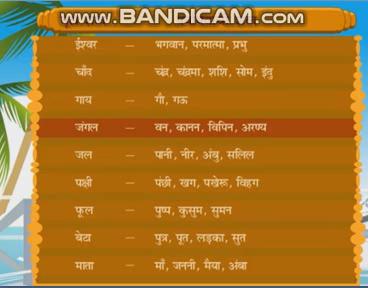 www.BANDICAM.com
ईश्वर – भगवान, परमात्मा, प्रभु
चाँद – चंद्र, चंद्रमा, शशि, सोम, इंदु
गाय – गौ, गऊ
जंगल – वन, कानन, विपिन, अरण्य
जल – पानी, नीर, अंबु, सलिल
पक्षी – पंछी, खग, पखेरू, विहग
फूल – पुष्प, कुसुम, सुमन
बेटा – पुत्र, पूत, लड़का, सुत
माता – माँ, जननी, मैया, अंबा